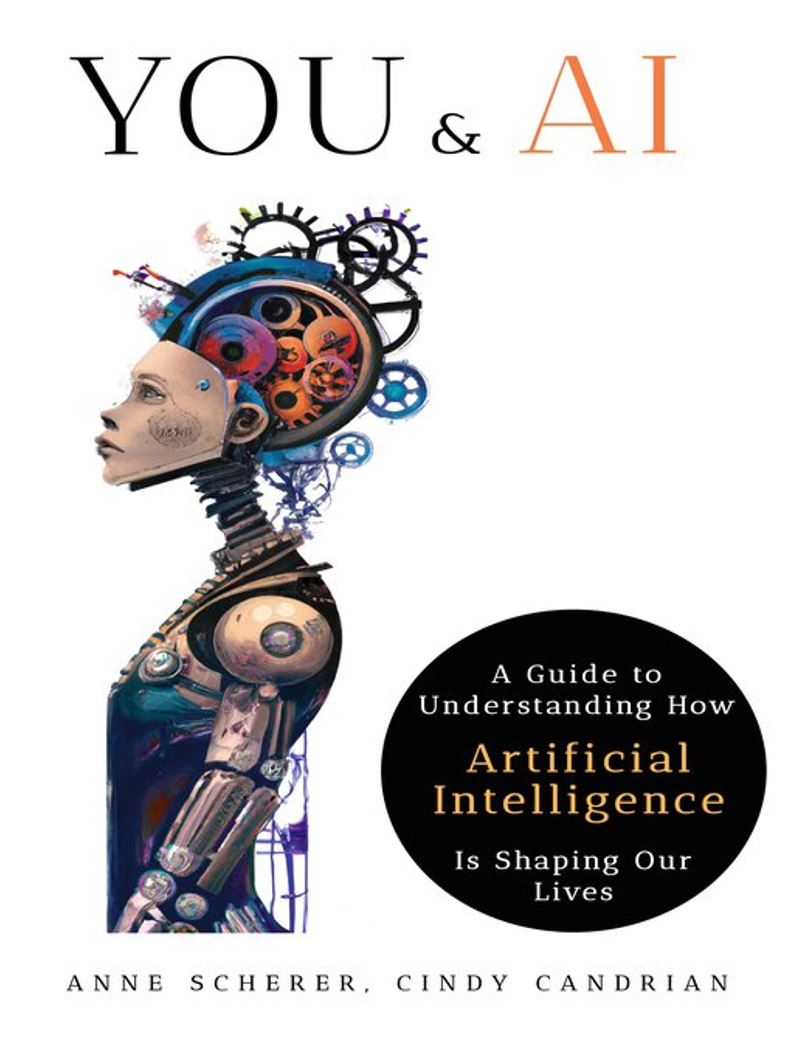 YOU & AI
A Guide to
Understanding How
Artificial
Intelligence
Is Shaping Our
Lives
ANNE SCHERER, CINDY CANDRIAN